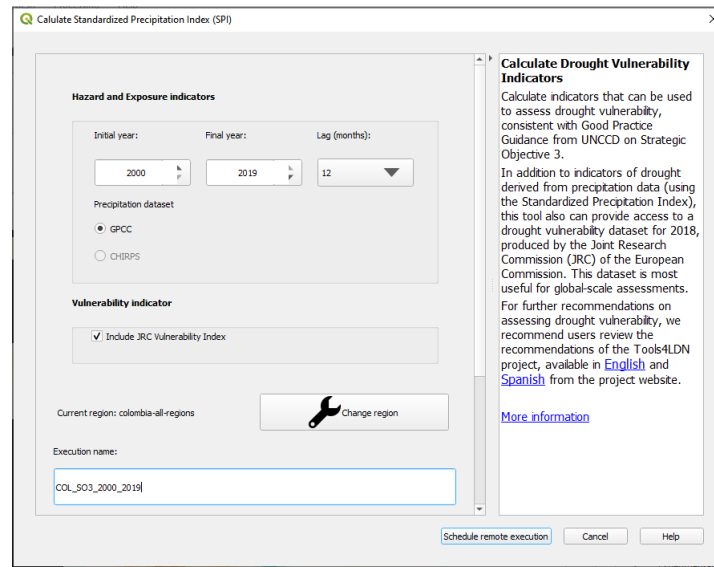 Calulate Standardized Precipitation Index (SPI)
Hazard and Exposure indicators
Initial year:
Final year:
Lag (months):
2000
2019
12
Precipitation dataset
GPCC
CHIRPS
Vulnerability indicator
Include JRC Vulnerability Index
Current region: colombia-all-regions
Change region
Execution name:
COL_SO3_2000_2019
Calculate Drought Vulnerability
Indicators
Calculate indicators that can be used
to assess drought vulnerability,
consistent with Good Practice
Guidance from UNCCD on Strategic
Objective 3.
In addition to indicators of drought
derived from precipitation data (using
the Standardized Precipitation Index),
this tool also can provide access to a
drought vulnerability dataset for 2018,
produced by the Joint Research
Commission (JRC) of the European
Commission. This dataset is most
useful for global-scale assessments.
For further recommendations on
assessing drought vulnerability, we
recommend users review the
recommendations of the Tools4LDN
project, available in English and
Spanish from the project website.
More information
Schedule remote execution
Cancel
Help